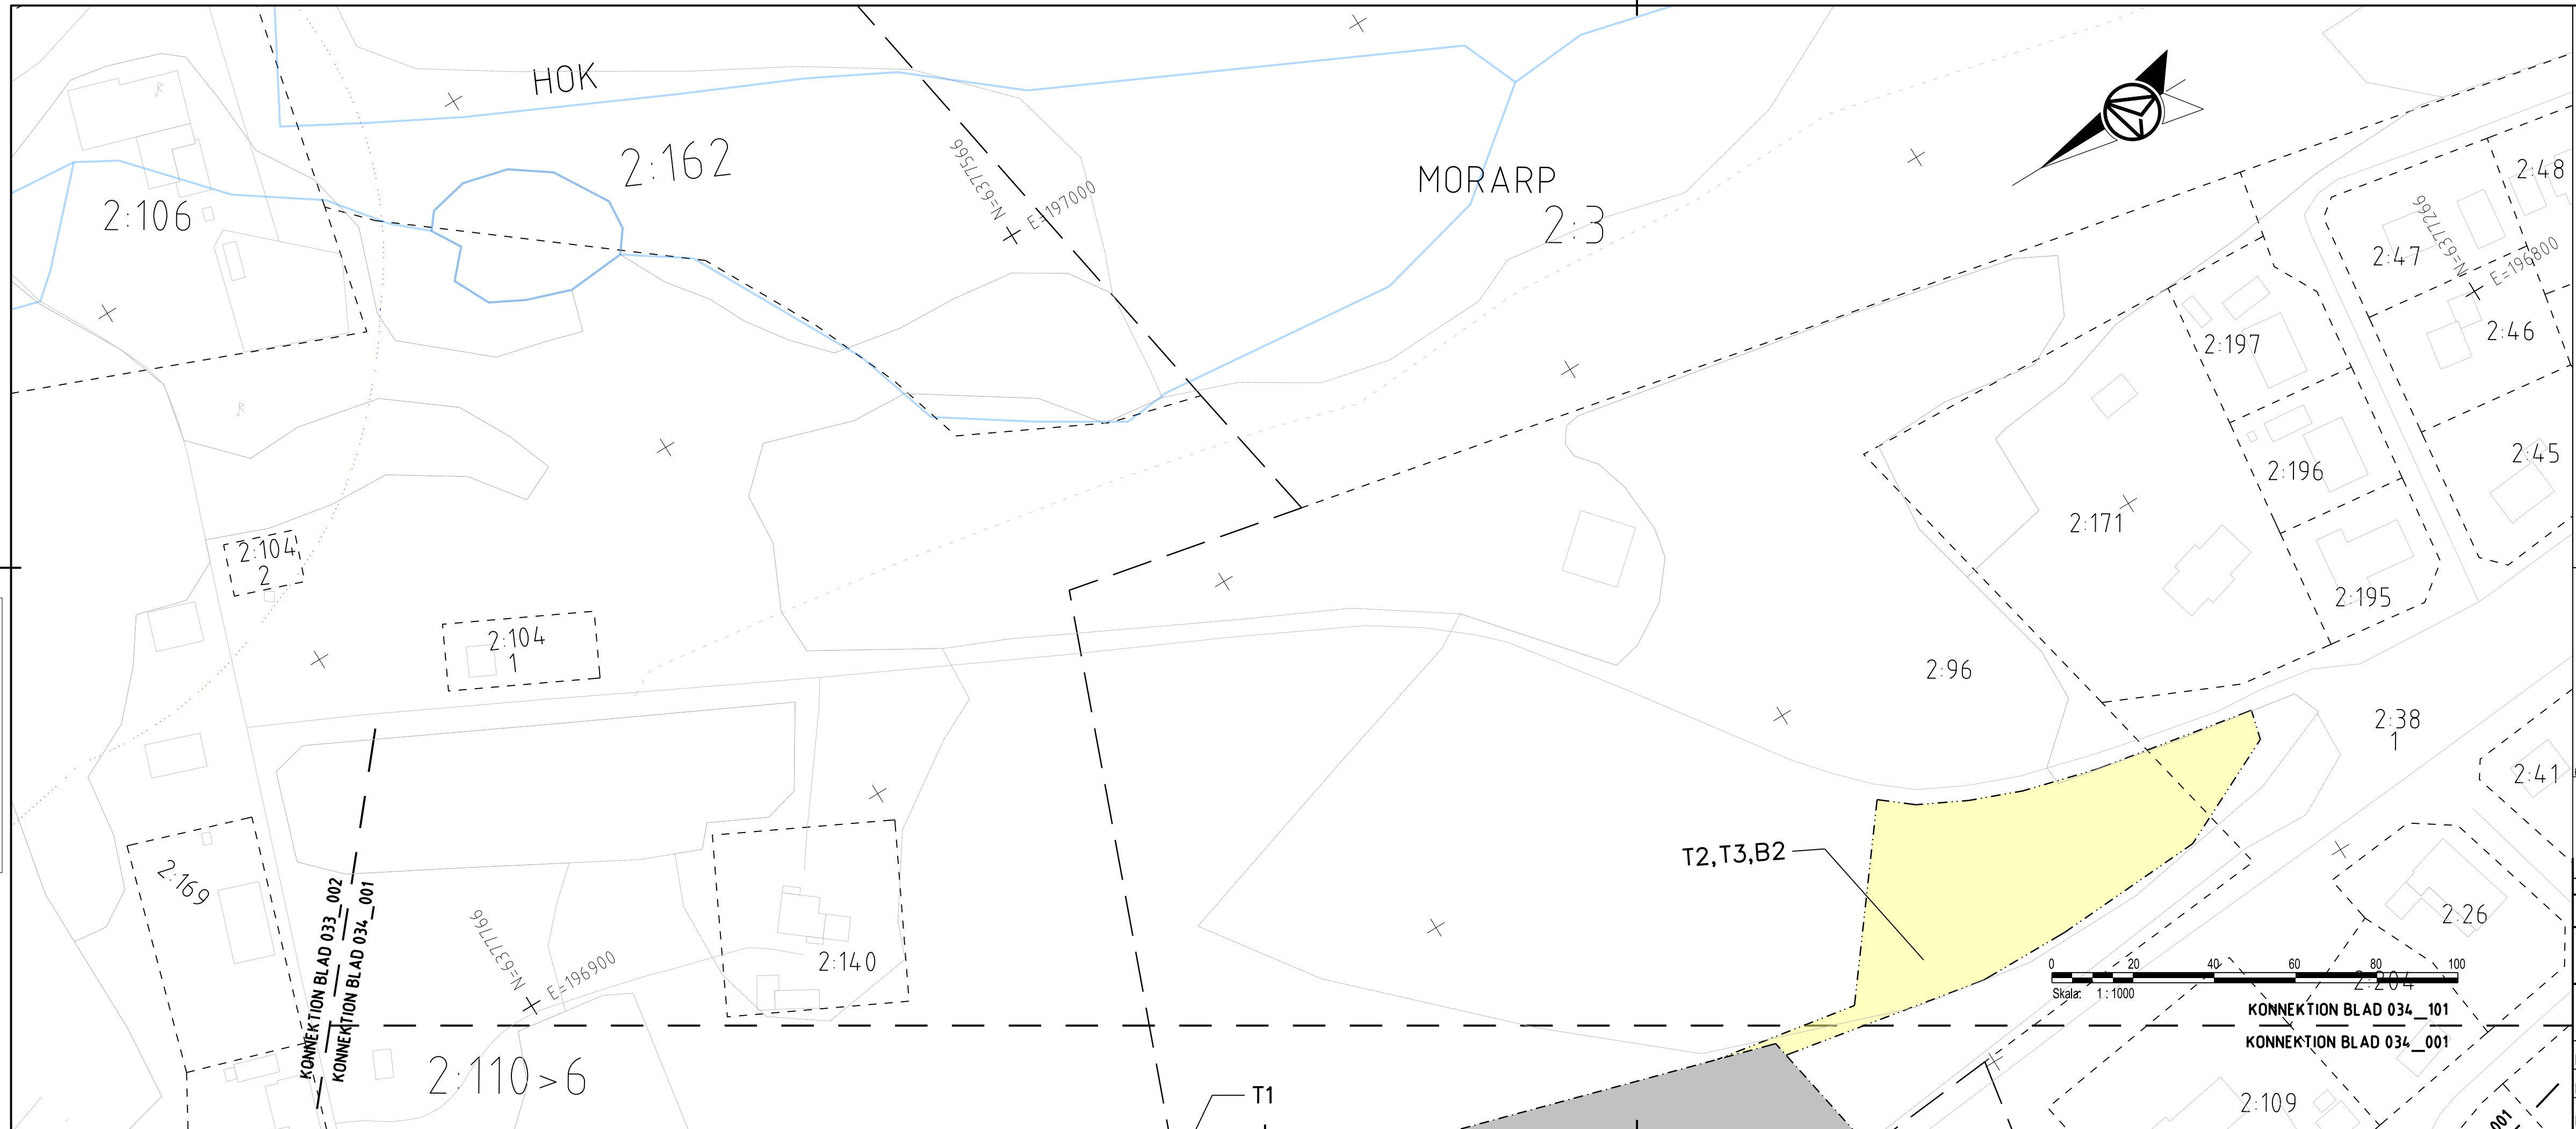 HOK
2:162
2:106
N=6377566
E=197000
MORARP
2:3
2:48
2:47
N=6377266
E=196800
2:46
2:197
2:45
2:196
2:171
2:195
2:104
2
2:104
1
2:96
2:38
1
2:41
T2,T3,B2
2:169
2:26
KONNEKTION BLAD 033_002
KONNEKTION BLAD 034_001
N=6377766
E=196900
2:140
0 20 40 60 80 100
Skala: 1:1000
2:204
KONNEKTION BLAD 034_101
KONNEKTION BLAD 034_001
2:110>6
T1
2:109
001